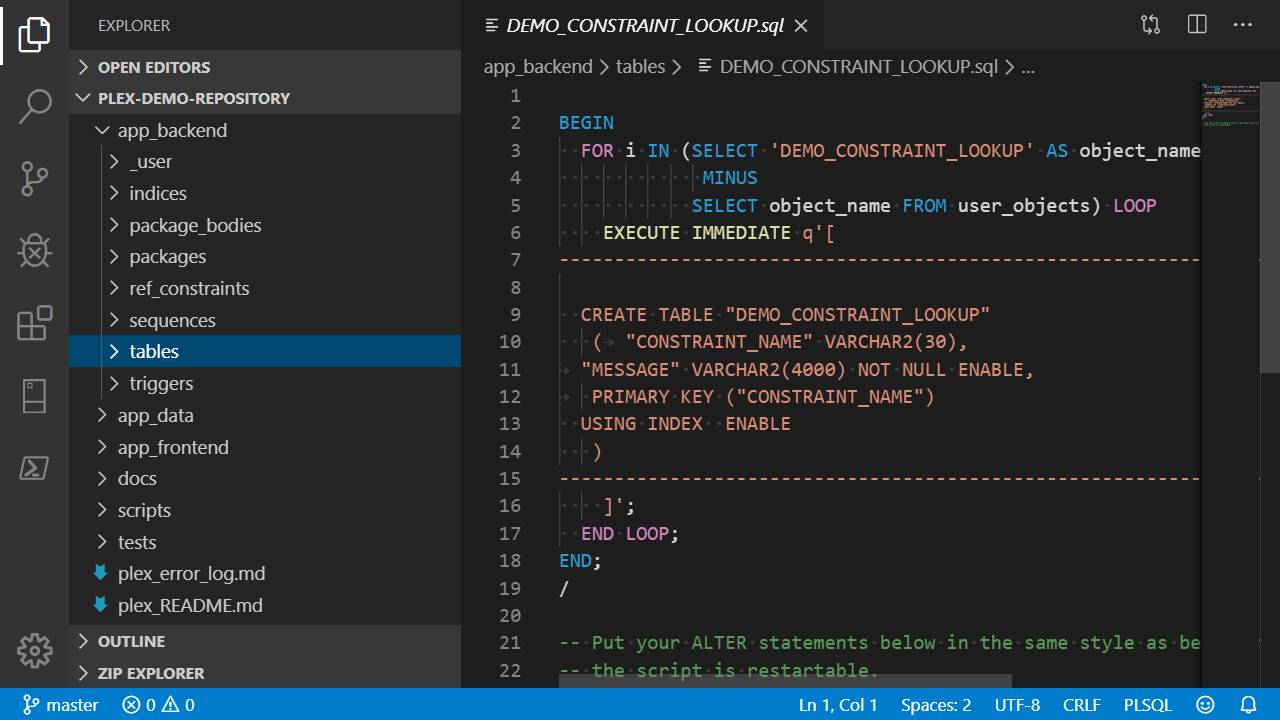 EXPLORER
OPEN EDITORS
PLEX-DEMO-REPOSITORY
app_backend
_user
indices
package_bodies
packages
ref_constraints
sequences
tables
triggers
app_data
app_frontend
docs
scripts
tests
plex_error_log.md
plex_README.md
OUTLINE
ZIP EXPLORER
DEMO_CONSTRAINT_LOOKUP.sql
app_backend > tables > DEMO_CONSTRAINT_LOOKUP.sql > ...
1
2 BEGIN
3 FOR i IN (SELECT 'DEMO_CONSTRAINT_LOOKUP' AS object_name
4 MINUS
5 SELECT object_name FROM user_objects) LOOP
6 EXECUTE IMMEDIATE q'[
7 ----------------------------------------------------------
8
9 CREATE TABLE "DEMO_CONSTRAINT_LOOKUP"
10 ( "CONSTRAINT_NAME" VARCHAR2(30),
11 "MESSAGE" VARCHAR2(4000) NOT NULL ENABLE,
12 PRIMARY KEY ("CONSTRAINT_NAME")
13 USING INDEX ENABLE
14 )
15 ----------------------------------------------------------
16 ]';
17 END LOOP;
18 END;
19 /
20
21 -- Put your ALTER statements below in the same style as be
22 -- the script is restartable.
master 0 0 Ln 1, Col 1 Spaces: 2 UTF-8 CRLF PLSQL